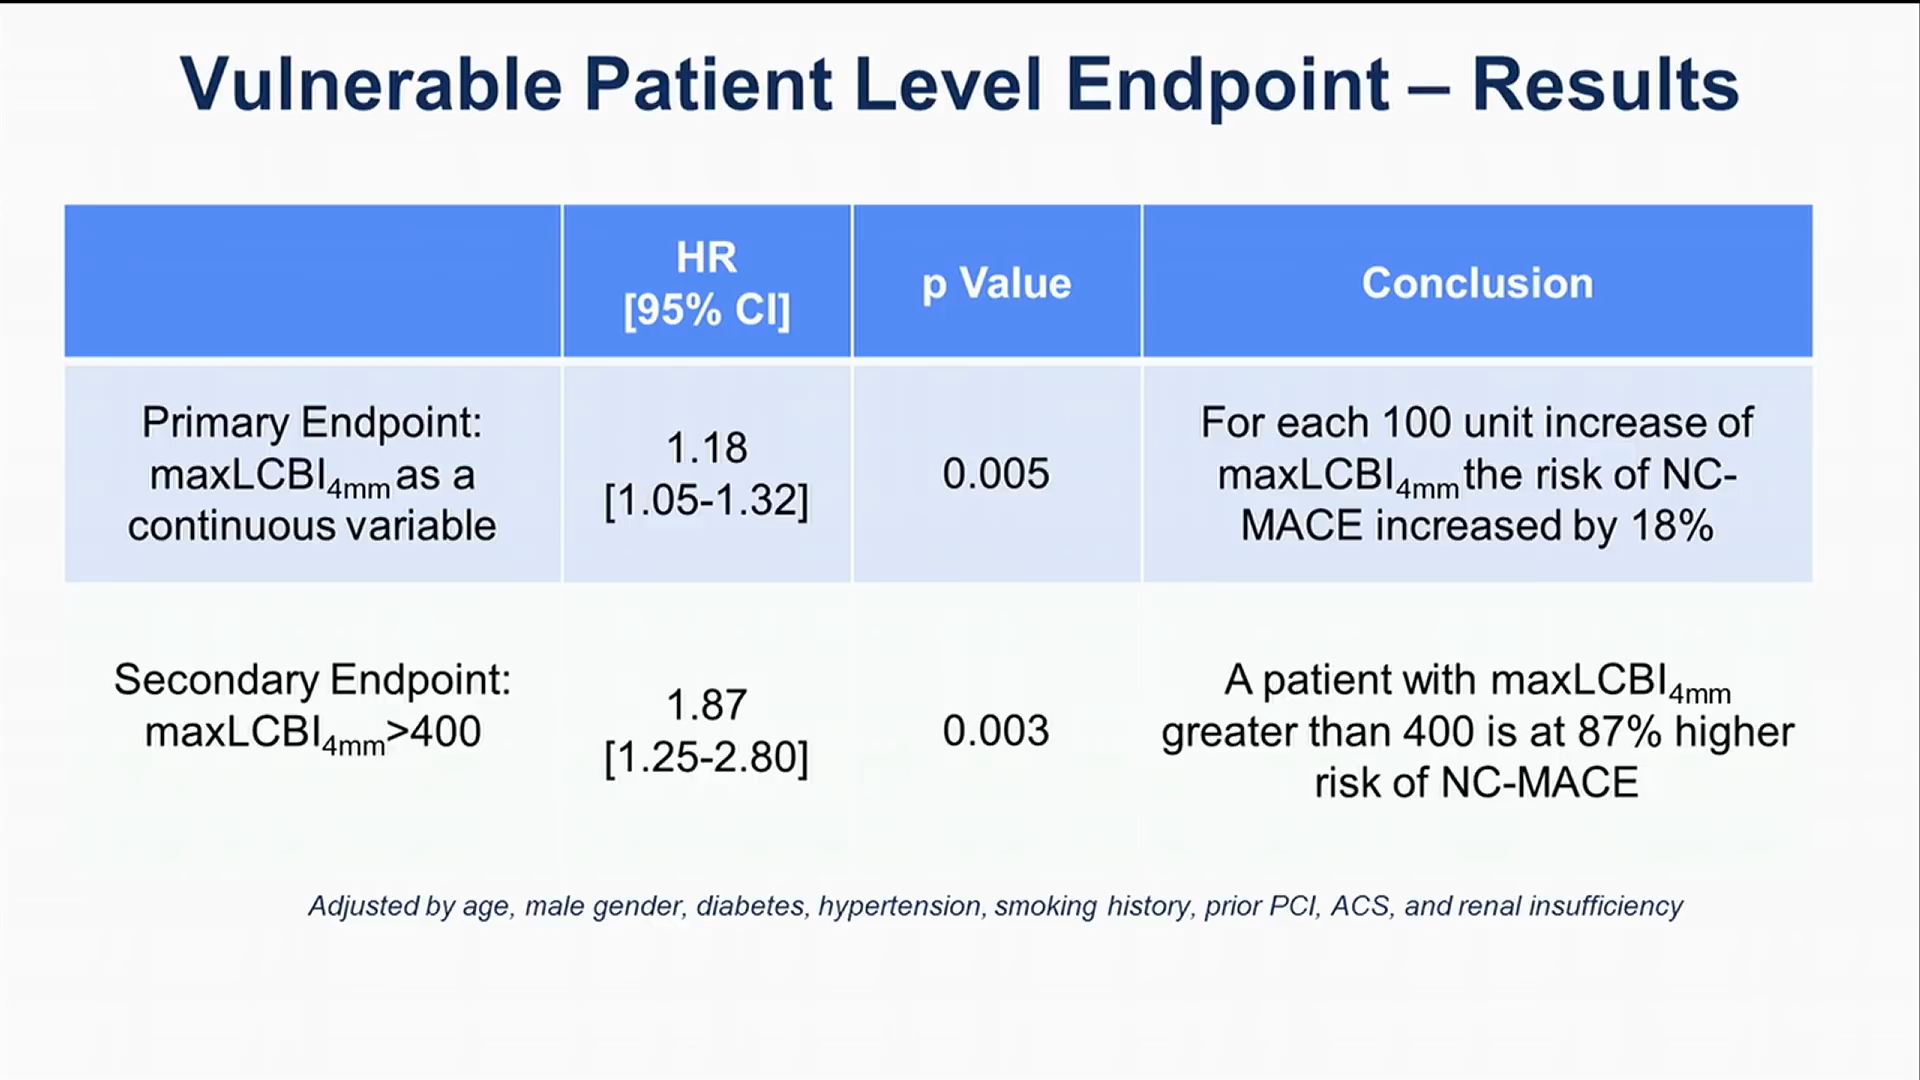 Vulnerable Patient Level Endpoint – Results
HR
[95% CI]
p Value
Conclusion
Primary Endpoint:
maxLCBI4mm as a
continuous variable
1.18
[1.05-1.32]
0.005
For each 100 unit increase of
maxLCBI4mm the risk of NC-
MACE increased by 18%
Secondary Endpoint:
maxLCBI4mm>400
1.87
[1.25-2.80]
0.003
A patient with maxLCBI4mm
greater than 400 is at 87% higher
risk of NC-MACE
Adjusted by age, male gender, diabetes, hypertension, smoking history, prior PCI, ACS, and renal insufficiency